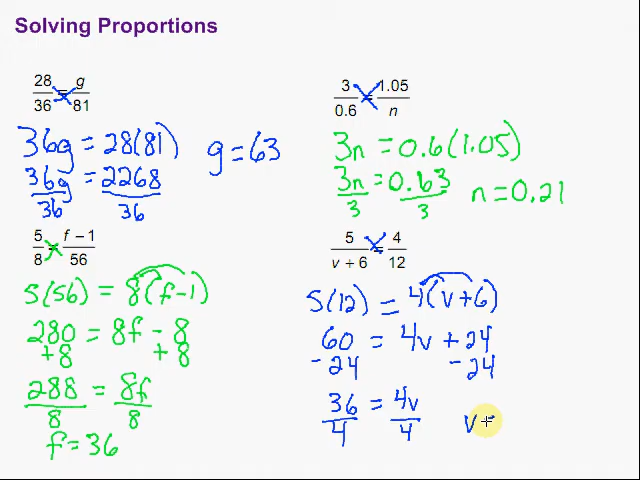 Solving Proportions
28/36 = g/81
36g = 28(81)
36g/36 = 2268/36
g = 63
3/0.6 = 1.05/n
3n = 0.6(1.05)
3n/3 = 0.63/3
n = 0.21
5/8 = f − 1/56
5(56) = 8(f − 1)
280 = 8f − 8
+8 +8
288/8 = 8f/8
f = 36
5/v + 6 = 4/12
5(12) = 4(v + 6)
60 = 4v + 24
− 24 − 24
36/4 = 4v/4
v